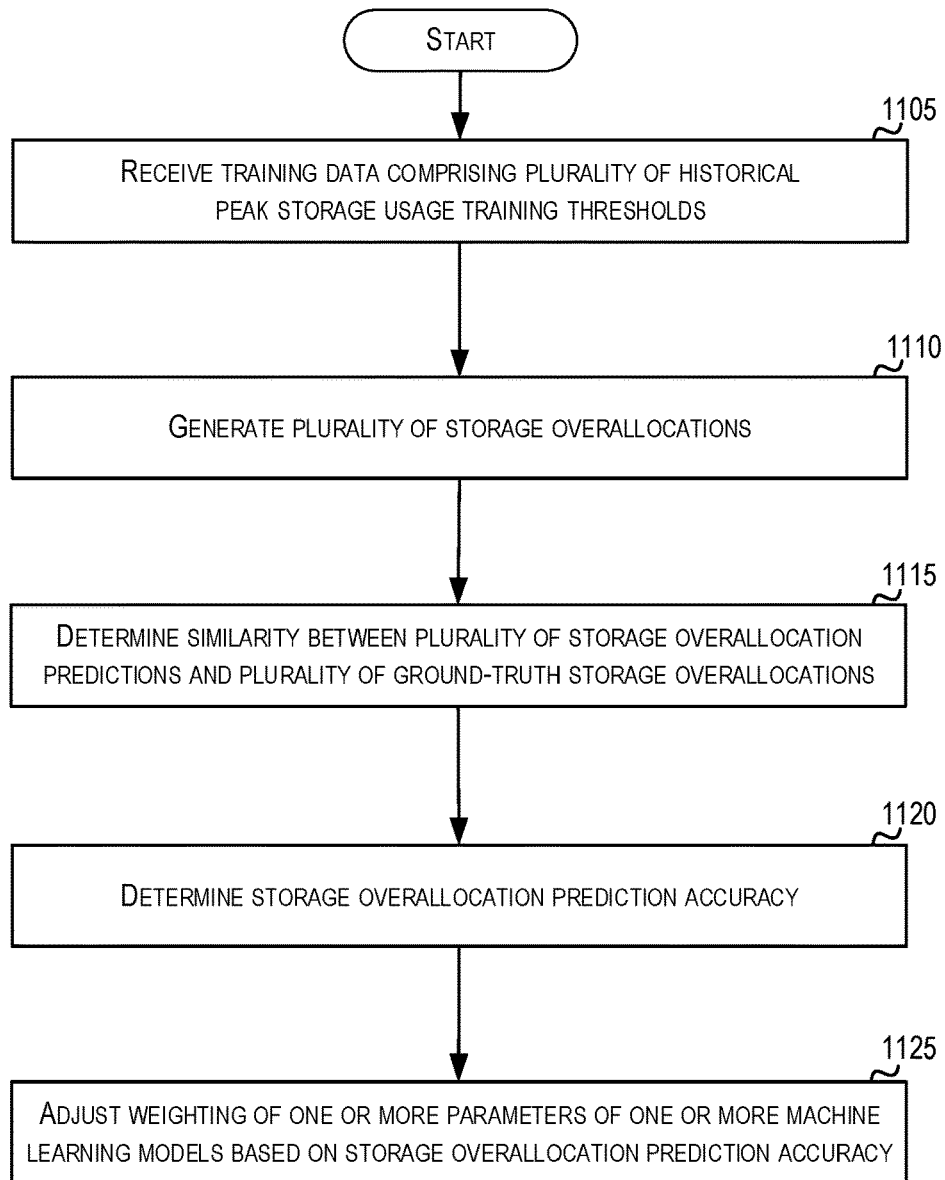 START
1105
RECEIVE TRAINING DATA COMPRISING PLURALITY OF HISTORICAL
PEAK STORAGE USAGE TRAINING THRESHOLDS
1110
GENERATE PLURALITY OF STORAGE OVERALLOCATIONS
1115
DETERMINE SIMILARITY BETWEEN PLURALITY OF STORAGE OVERALLOCATION
PREDICTIONS AND PLURALITY OF GROUND-TRUTH STORAGE OVERALLOCATIONS
1120
DETERMINE STORAGE OVERALLOCATION PREDICTION ACCURACY
1125
ADJUST WEIGHTING OF ONE OR MORE PARAMETERS OF ONE OR MORE MACHINE
LEARNING MODELS BASED ON STORAGE OVERALLOCATION PREDICTION ACCURACY